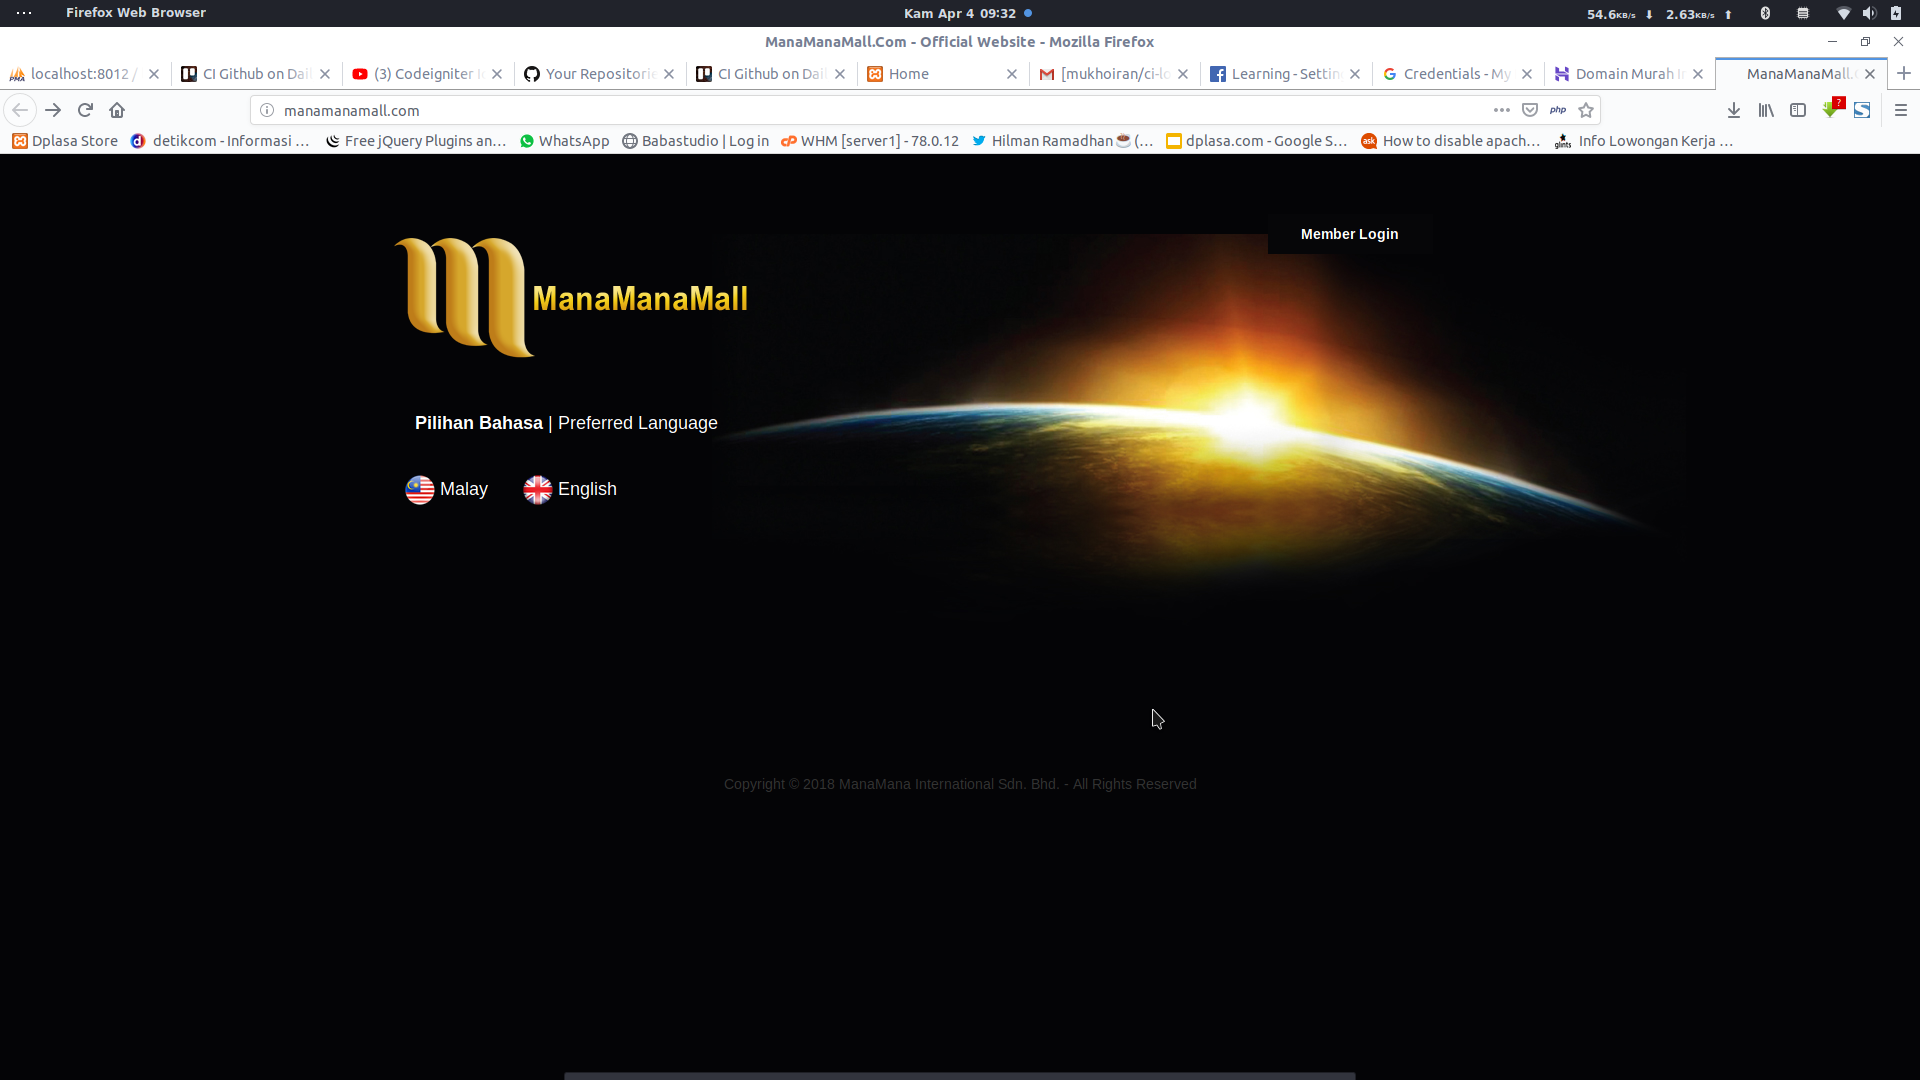 Firefox Web Browser
Kam Apr 4 09:32
54.6KB/s 2.63KB/s
ManaManaMall.Com - Official Website - Mozilla Firefox
localhost:8012 /
CI Github on Dail
(3) Codeigniter
Your Repositorie
CI Github on Dail
Home
[mukhoiran/ci-lo
Learning - Settin
Credentials - My
Domain Murah
ManaManaMall.
manamanamall.com
php
?
Dplasa Store
detikcom - Informasi …
Free jQuery Plugins an…
WhatsApp
Babastudio | Log in
WHM [server1] - 78.0.12
Hilman Ramadhan (…
dplasa.com - Google S…
How to disable apach…
Info Lowongan Kerja …
Member Login
ManaManaMall
Pilihan Bahasa | Preferred Language
Malay
English
Copyright © 2018 ManaMana International Sdn. Bhd. - All Rights Reserved